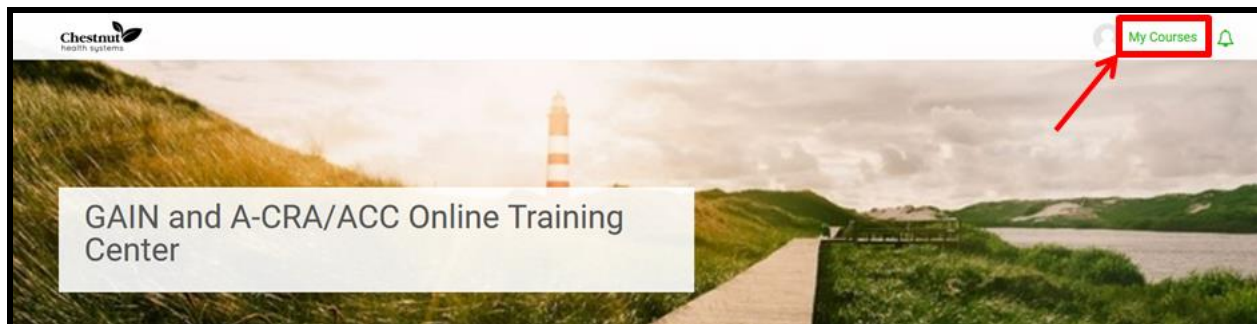 Chestnut
health systems
My Courses
GAIN and A-CRA/ACC Online Training
Center